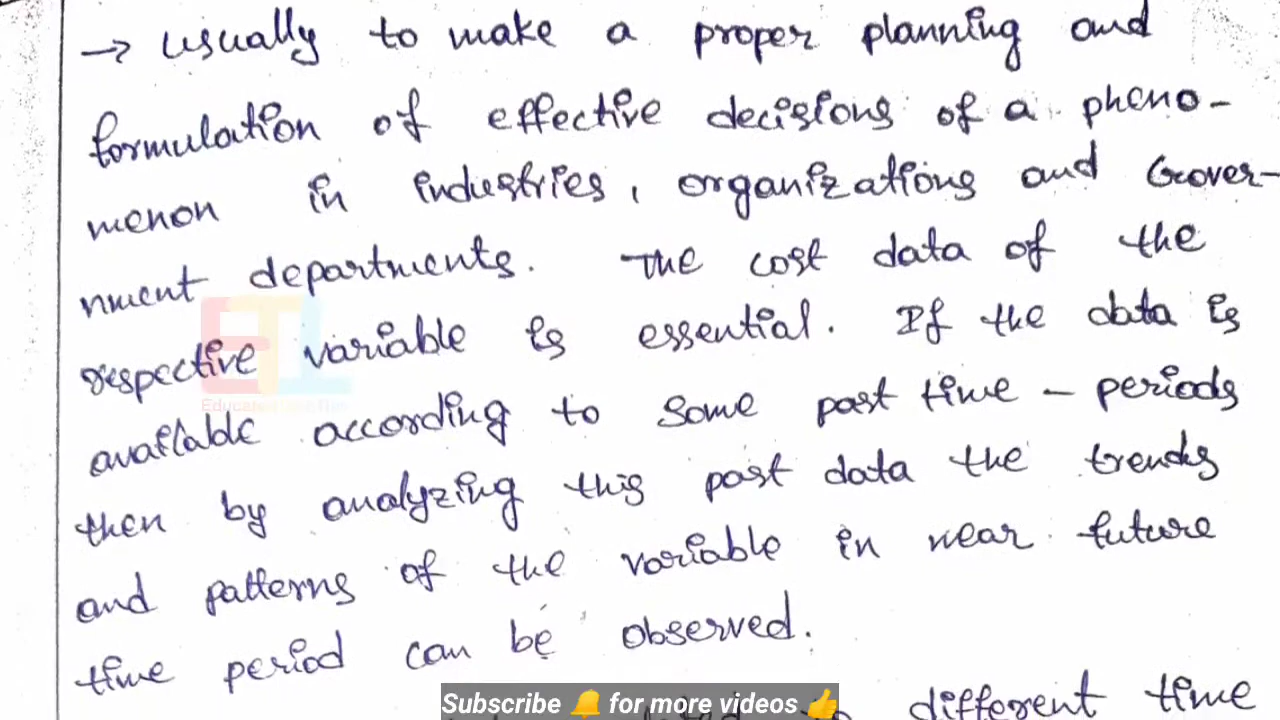 → usually to make a proper planning and
formulation of effective decisions of a pheno-
menon in industries, organizations and Gover-
nment departments. The cost data of the
respective variable is essential. If the data is
available according to some past time - periods
then by analyzing this past data the trends
and patterns of the variable in near future
time period can be observed.
different time
Subscribe 🔔 for more videos 👍